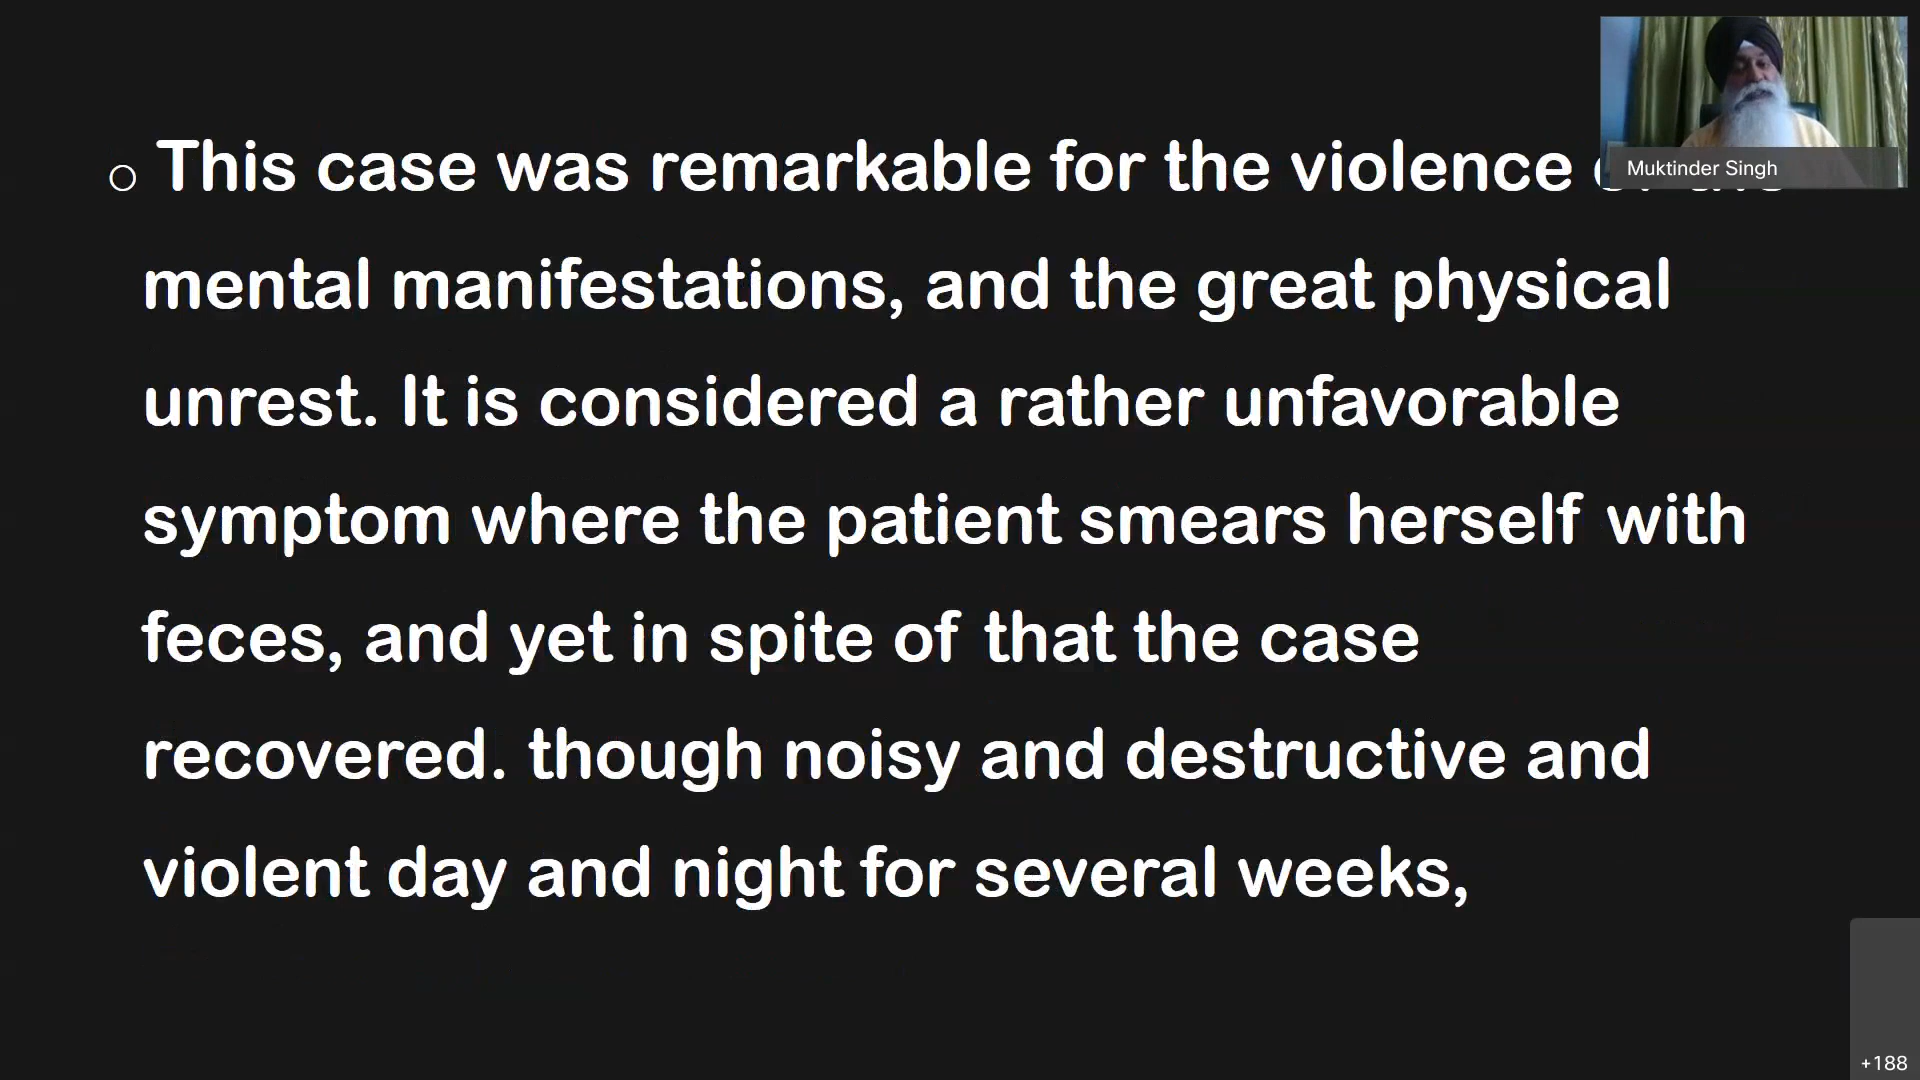 This case was remarkable for the violence
Muktinder Singh
mental manifestations, and the great physical
unrest. It is considered a rather unfavorable
symptom where the patient smears herself with
feces, and yet in spite of that the case
recovered. though noisy and destructive and
violent day and night for several weeks,
+188